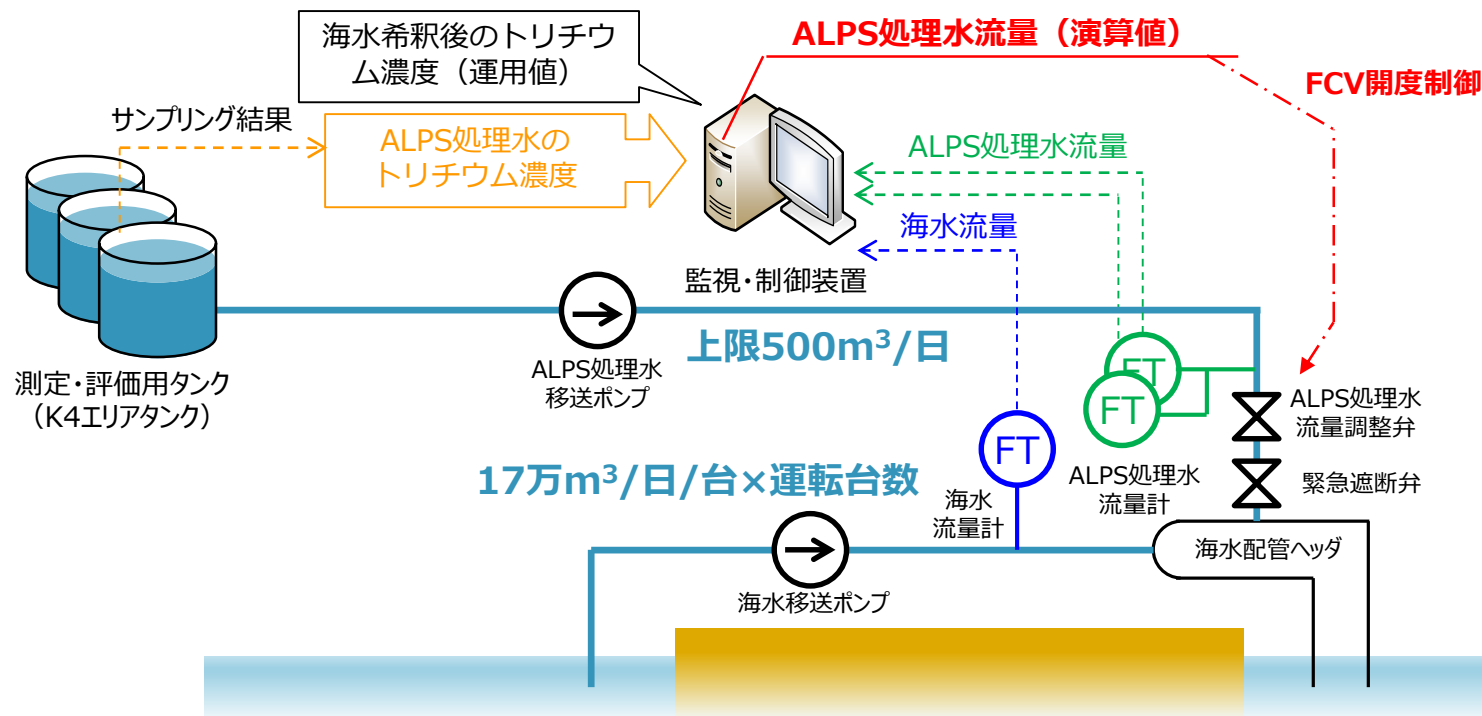 海水希釈後のトリチウ
ム濃度（運用値）
ALPS処理水流量（演算値）
FCV開度制御
サンプリング結果
ALPS処理水の
トリチウム濃度
ALPS処理水流量
海水流量
監視・制御装置
上限500m³/日
ALPS処理水
移送ポンプ
測定・評価用タンク
（K4エリアタンク）
FT
FT
ALPS処理水
流量調整弁
FT
17万m³/日/台×運転台数
ALPS処理水
流量計
緊急遮断弁
海水
流量計
海水配管ヘッダ
海水移送ポンプ